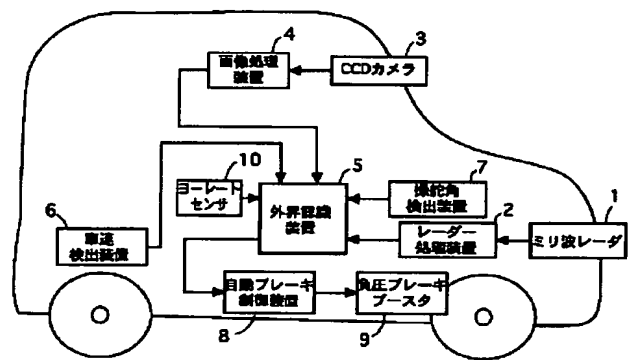 4
3
画像処理
装置
CCDカメラ
10
5
7
1
ヨーレート
センサ
操舵角
検出装置
6
2
外界認識
装置
車速
検出装置
レーダー
処理装置
ミリ波レーダ
自動ブレーキ
制御装置
負圧ブレーキ
ブースタ
8
9